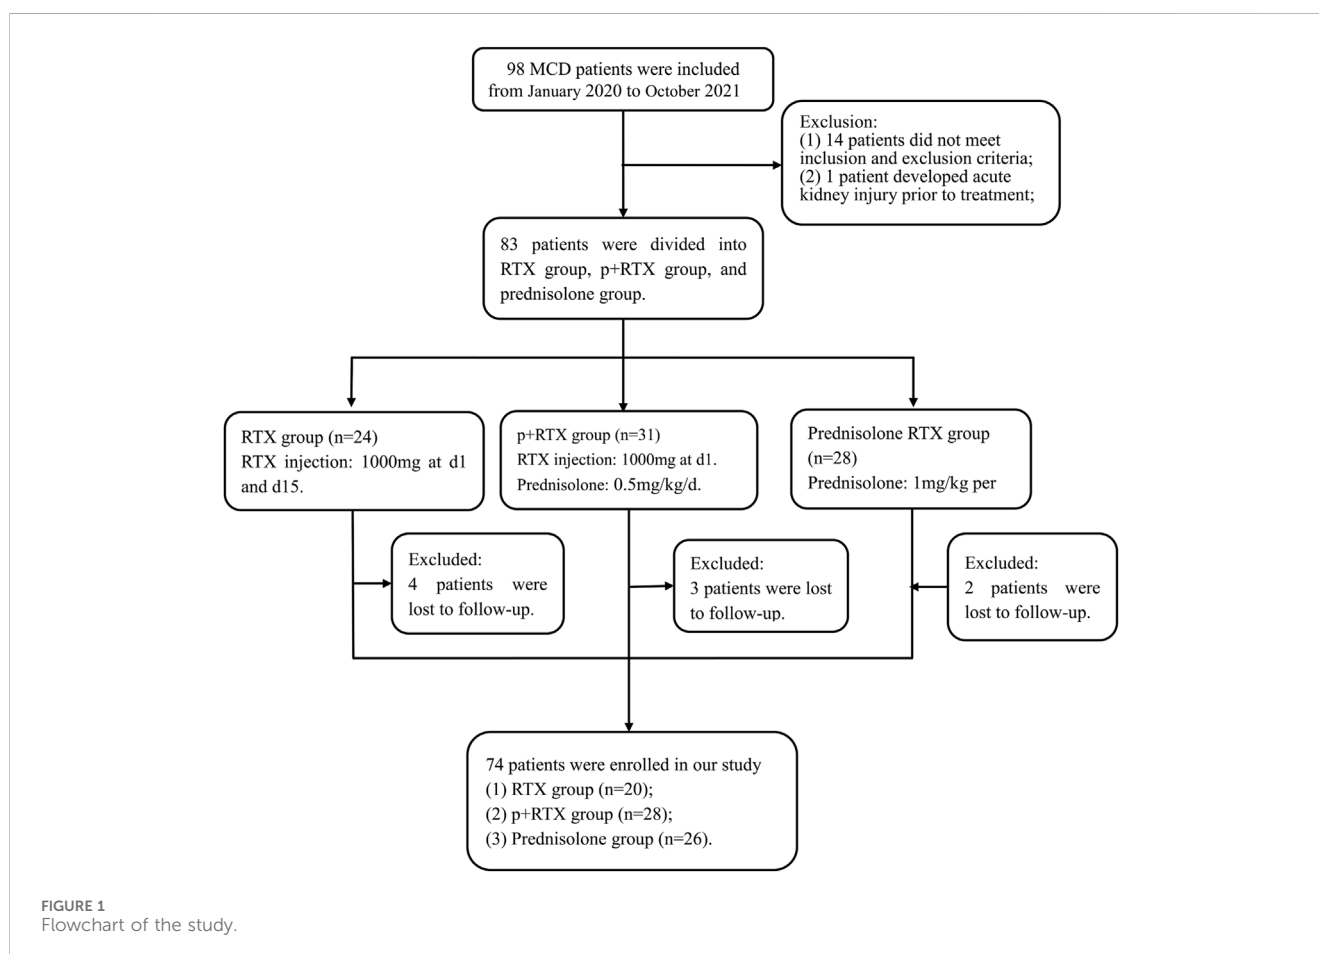 98 MCD patients were included
from January 2020 to October 2021
Exclusion:
(1) 14 patients did not meet
inclusion and exclusion criteria;
(2) 1 patient developed acute
kidney injury prior to treatment;
83 patients were divided into
RTX group, p+RTX group, and
prednisolone group.
RTX group (n=24)
RTX injection: 1000mg at d1
and d15.
p+RTX group (n=31)
RTX injection: 1000mg at d1.
Prednisolone: 0.5mg/kg/d.
Prednisolone RTX group
(n=28)
Prednisolone: 1mg/kg per
Excluded:
4 patients were
lost to follow-up.
Excluded:
3 patients were lost
to follow-up.
Excluded:
2 patients were
lost to follow-up.
74 patients were enrolled in our study
(1) RTX group (n=20);
(2) p+RTX group (n=28);
(3) Prednisolone group (n=26).
FIGURE 1
Flowchart of the study.